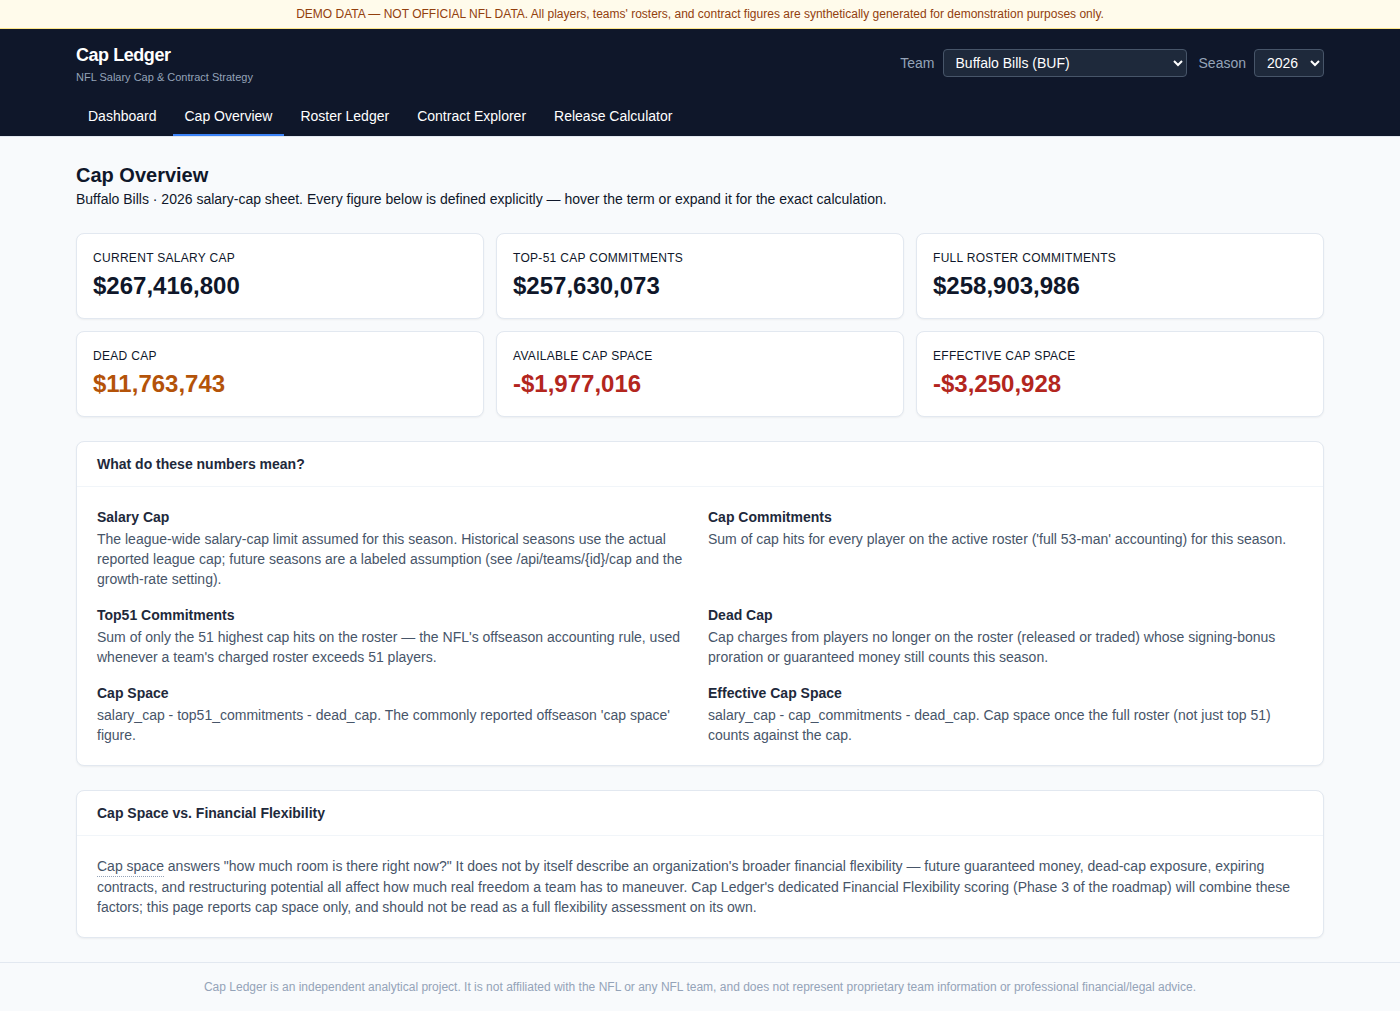 DEMO DATA — NOT OFFICIAL NFL DATA. All players, teams' rosters, and contract figures are synthetically generated for demonstration purposes only.
Cap Ledger
NFL Salary Cap & Contract Strategy
Team Buffalo Bills (BUF) Season 2026
Dashboard Cap Overview Roster Ledger Contract Explorer Release Calculator
Cap Overview
Buffalo Bills · 2026 salary-cap sheet. Every figure below is defined explicitly — hover the term or expand it for the exact calculation.
CURRENT SALARY CAP
$267,416,800
TOP-51 CAP COMMITMENTS
$257,630,073
FULL ROSTER COMMITMENTS
$258,903,986
DEAD CAP
$11,763,743
AVAILABLE CAP SPACE
-$1,977,016
EFFECTIVE CAP SPACE
-$3,250,928
What do these numbers mean?
Salary Cap
The league-wide salary-cap limit assumed for this season. Historical seasons use the actual
reported league cap; future seasons are a labeled assumption (see /api/teams/{id}/cap and the
growth-rate setting).
Cap Commitments
Sum of cap hits for every player on the active roster ('full 53-man' accounting) for this season.
Top51 Commitments
Sum of only the 51 highest cap hits on the roster — the NFL's offseason accounting rule, used
whenever a team's charged roster exceeds 51 players.
Dead Cap
Cap charges from players no longer on the roster (released or traded) whose signing-bonus
proration or guaranteed money still counts this season.
Cap Space
salary_cap - top51_commitments - dead_cap. The commonly reported offseason 'cap space'
figure.
Effective Cap Space
salary_cap - cap_commitments - dead_cap. Cap space once the full roster (not just top 51)
counts against the cap.
Cap Space vs. Financial Flexibility
Cap space answers "how much room is there right now?" It does not by itself describe an organization's broader financial flexibility — future guaranteed money, dead-cap exposure, expiring
contracts, and restructuring potential all affect how much real freedom a team has to maneuver. Cap Ledger's dedicated Financial Flexibility scoring (Phase 3 of the roadmap) will combine these
factors; this page reports cap space only, and should not be read as a full flexibility assessment on its own.
Cap Ledger is an independent analytical project. It is not affiliated with the NFL or any NFL team, and does not represent proprietary team information or professional financial/legal advice.